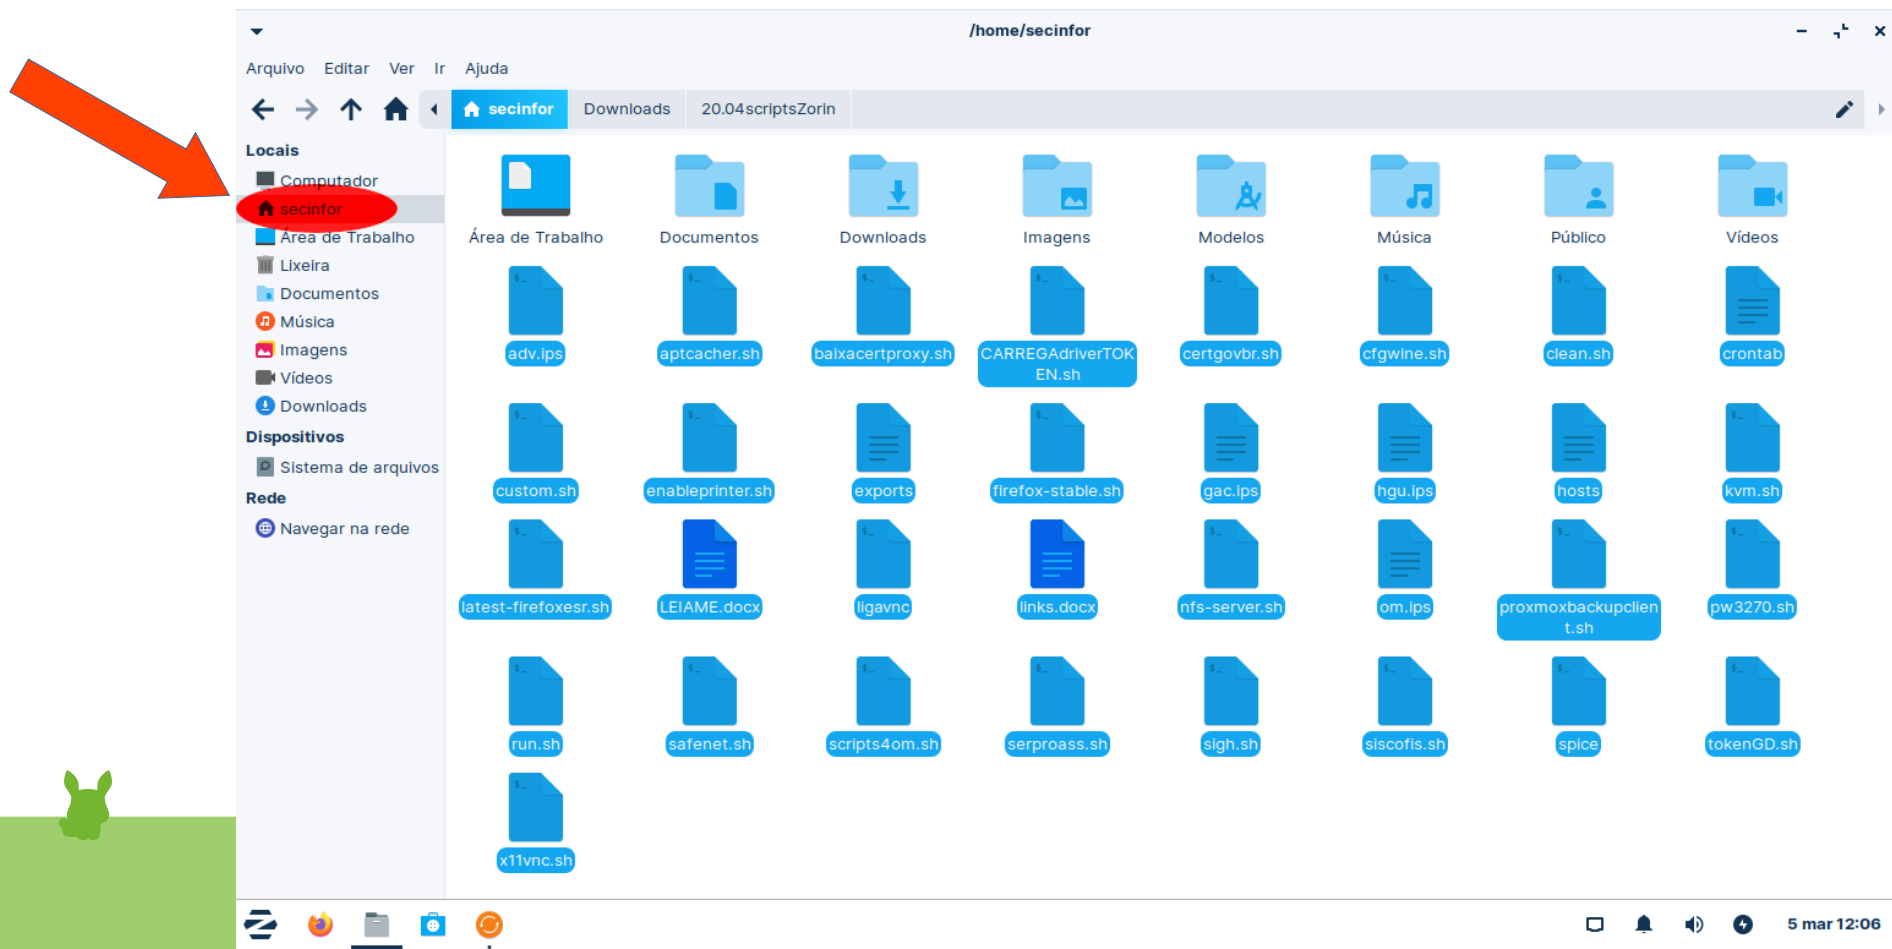 /home/secinfor
Arquivo Editar Ver Ir Ajuda
secinfor Downloads 20.04scriptsZorin
Locais
Computador
secinfor
Área de Trabalho
Lixeira
Documentos
Música
Imagens
Vídeos
Downloads
Dispositivos
Sistema de arquivos
Rede
Navegar na rede
Área de Trabalho Documentos Downloads Imagens Modelos Música Público Vídeos
adv.ips aptcacher.sh baixacertproxy.sh CARREGAdriverTOK certgovbr.sh cfgwine.sh clean.sh crontab
EN.sh
custom.sh enableprinter.sh exports firefox-stable.sh gac.ips hgu.ips hosts kvm.sh
latest-firefoxesr.sh LEIAME.docx ligavnc links.docx nfs-server.sh om.ips proxmoxbackupclien pw3270.sh
t.sh
run.sh safenet.sh scripts4om.sh serproass.sh sigh.sh siscofis.sh spice tokenGD.sh
x11vnc.sh
5 mar 12:06